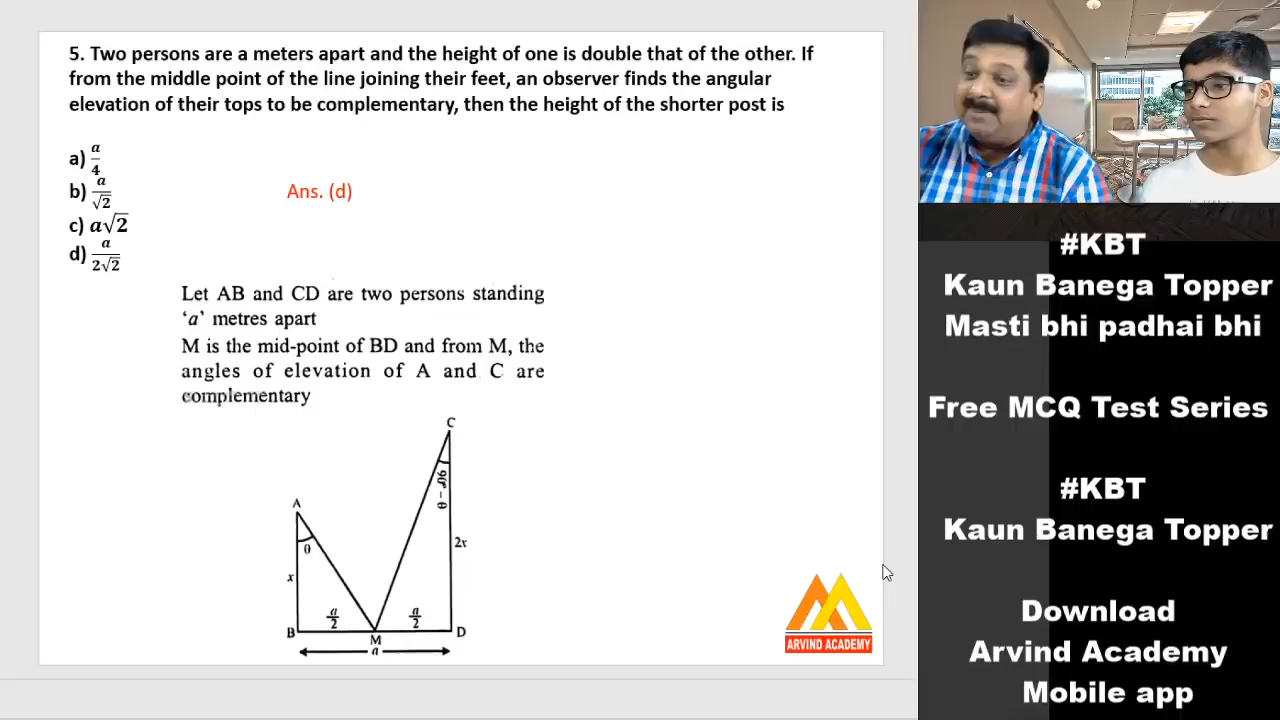 5. Two persons are a meters apart and the height of one is double that of the other. If
from the middle point of the line joining their feet, an observer finds the angular
elevation of their tops to be complementary, then the height of the shorter post is
a) a/4
b) a/√2
Ans. (d)
c) a√2
d) a/2√2
Let AB and CD are two persons standing
‘a’ metres apart
M is the mid-point of BD and from M, the
angles of elevation of A and C are
complementary
C
90° – θ
A
θ
2x
x
a/2
a/2
B
M
D
a
ARVIND ACADEMY
#KBT
Kaun Banega Topper
Masti bhi padhai bhi
Free MCQ Test Series
#KBT
Kaun Banega Topper
Download
Arvind Academy
Mobile app